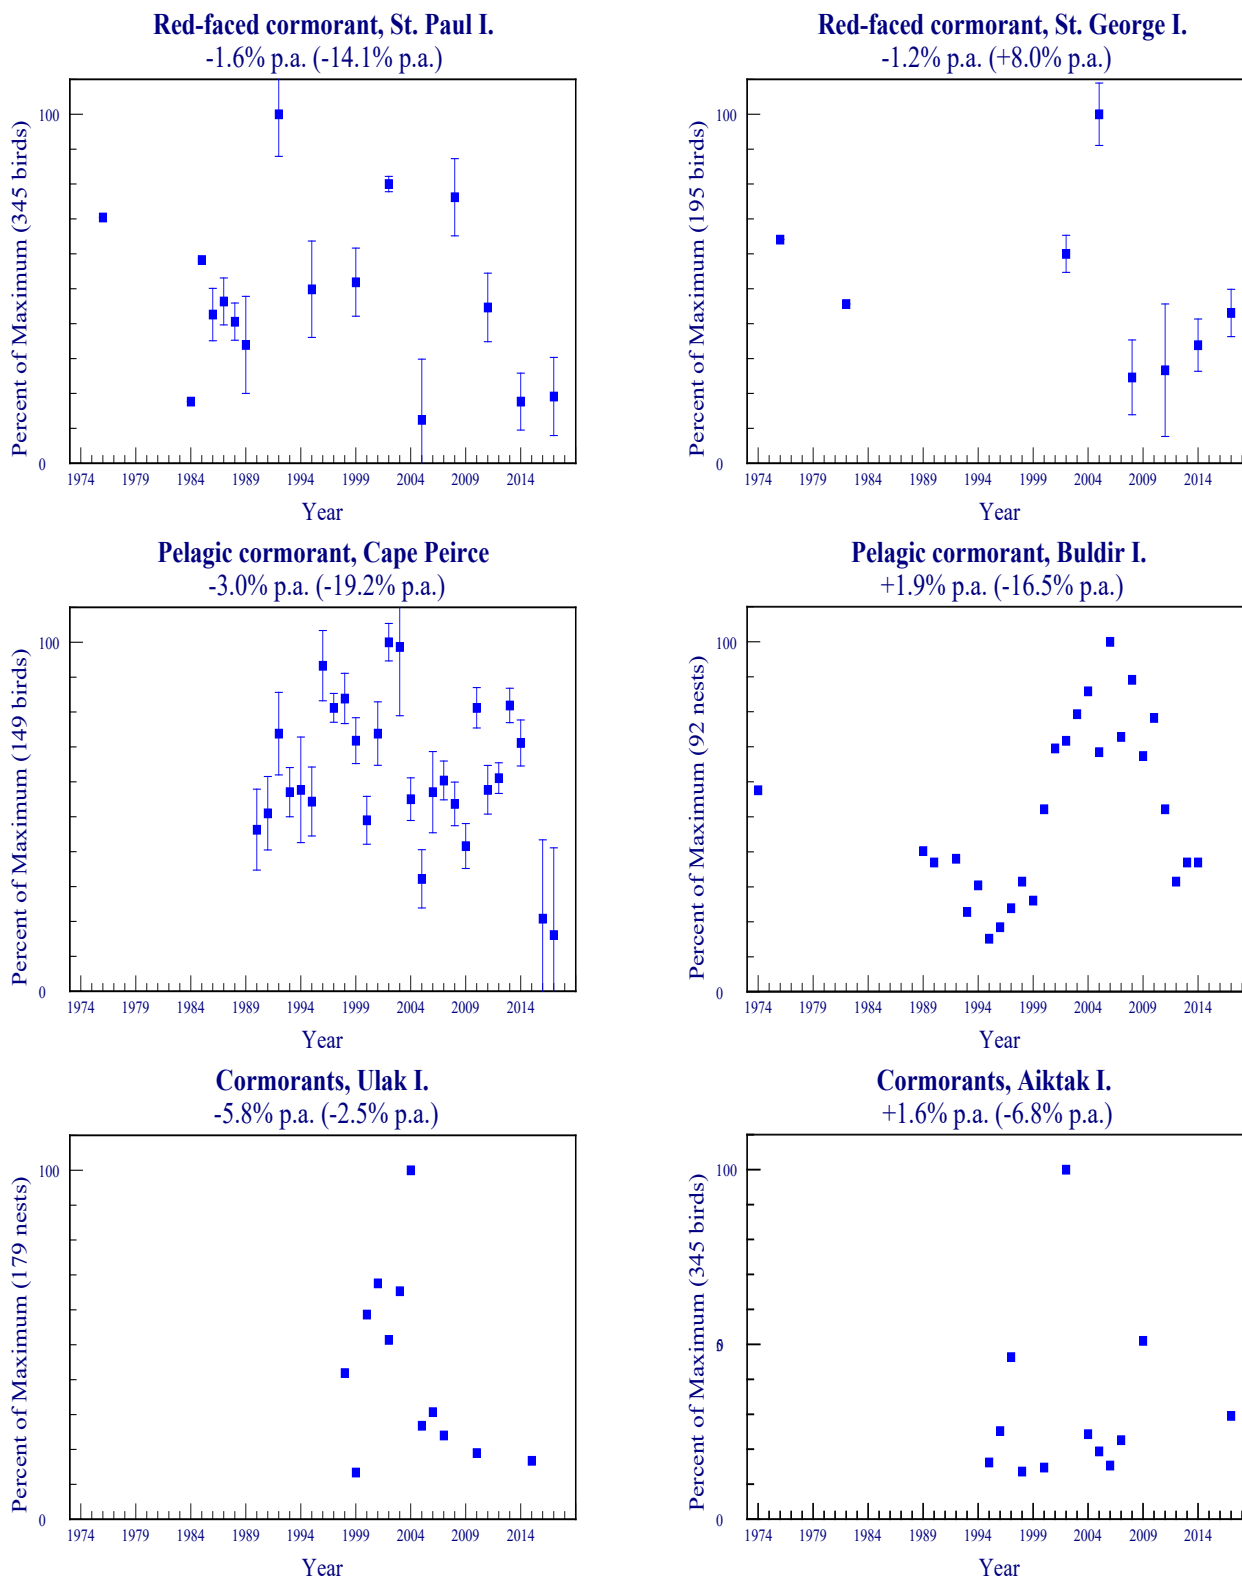 Red-faced cormorant, St. Paul I.
-1.6% p.a. (-14.1% p.a.)
Percent of Maximum (345 birds)
100
0
1974 1979 1984 1989 1994 1999 2004 2009 2014
Year
Red-faced cormorant, St. George I.
-1.2% p.a. (+8.0% p.a.)
Percent of Maximum (195 birds)
100
0
1974 1979 1984 1989 1994 1999 2004 2009 2014
Year
Pelagic cormorant, Cape Peirce
-3.0% p.a. (-19.2% p.a.)
Percent of Maximum (149 birds)
100
0
1974 1979 1984 1989 1994 1999 2004 2009 2014
Year
Pelagic cormorant, Buldir I.
+1.9% p.a. (-16.5% p.a.)
Percent of Maximum (92 nests)
100
0
1974 1979 1984 1989 1994 1999 2004 2009 2014
Year
Cormorants, Ulak I.
-5.8% p.a. (-2.5% p.a.)
Percent of Maximum (179 nests)
100
0
1974 1979 1984 1989 1994 1999 2004 2009 2014
Year
Cormorants, Aiktak I.
+1.6% p.a. (-6.8% p.a.)
Percent of Maximum (345 birds)
100
0
1974 1979 1984 1989 1994 1999 2004 2009 2014
Year